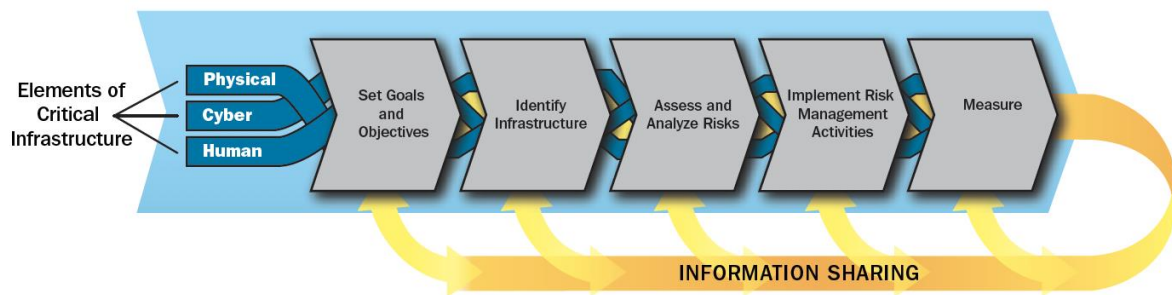 Elements of
Critical
Infrastructure
Physical
Cyber
Human
Set Goals
and
Objectives
Identify
Infrastructure
Assess and
Analyze Risks
Implement Risk
Management
Activities
Measure
INFORMATION SHARING